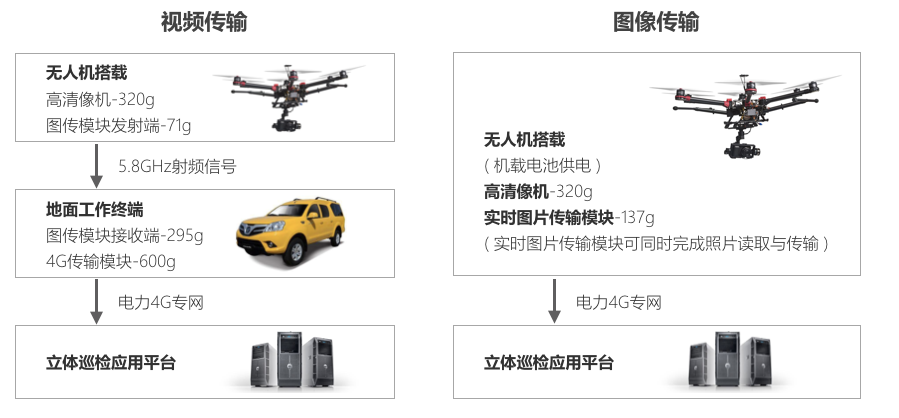 视频传输
无人机搭载
高清像机-320g
图传模块发射端-71g
5.8GHz射频信号
地面工作终端
图传模块接收端-295g
4G传输模块-600g
电力4G专网
立体巡检应用平台
图像传输
无人机搭载
( 机载电池供电 )
高清像机-320g
实时图片传输模块-137g
( 实时图片传输模块可同时完成照片读取与传输 )
电力4G专网
立体巡检应用平台